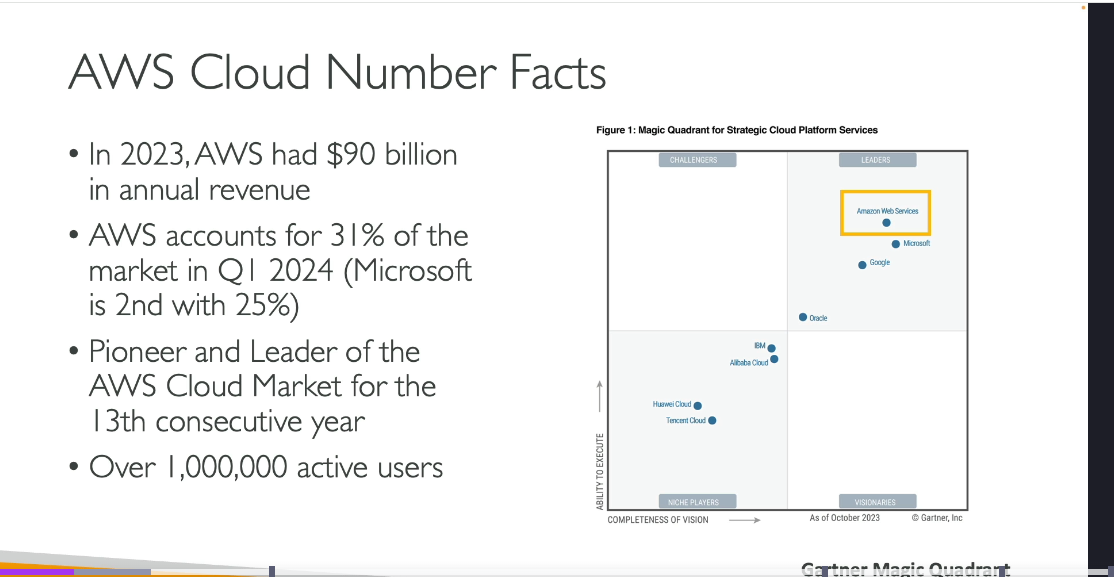 AWS Cloud Number Facts
• In 2023, AWS had $90 billion
in annual revenue
• AWS accounts for 31% of the
market in Q1 2024 (Microsoft
is 2nd with 25%)
• Pioneer and Leader of the
AWS Cloud Market for the
13th consecutive year
• Over 1,000,000 active users
Figure 1: Magic Quadrant for Strategic Cloud Platform Services
CHALLENGERS
LEADERS
Amazon Web Services
Microsoft
Google
Oracle
IBM
Alibaba Cloud
Huawei Cloud
Tencent Cloud
ABILITY TO EXECUTE
NICHE PLAYERS
VISIONARIES
COMPLETENESS OF VISION
As of October 2023
© Gartner, Inc
Gartner Magic Quadrant